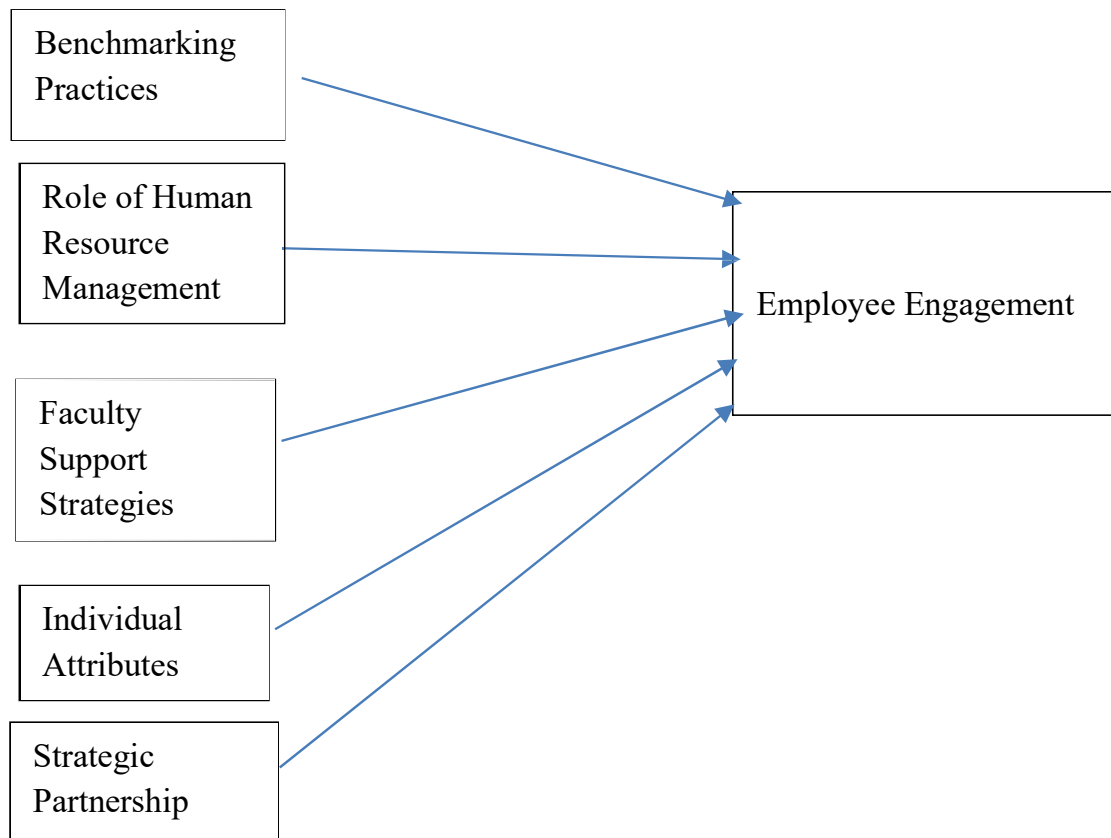 Benchmarking
Practices
Role of Human
Resource
Management
Employee Engagement
Faculty
Support
Strategies
Individual
Attributes
Strategic
Partnership